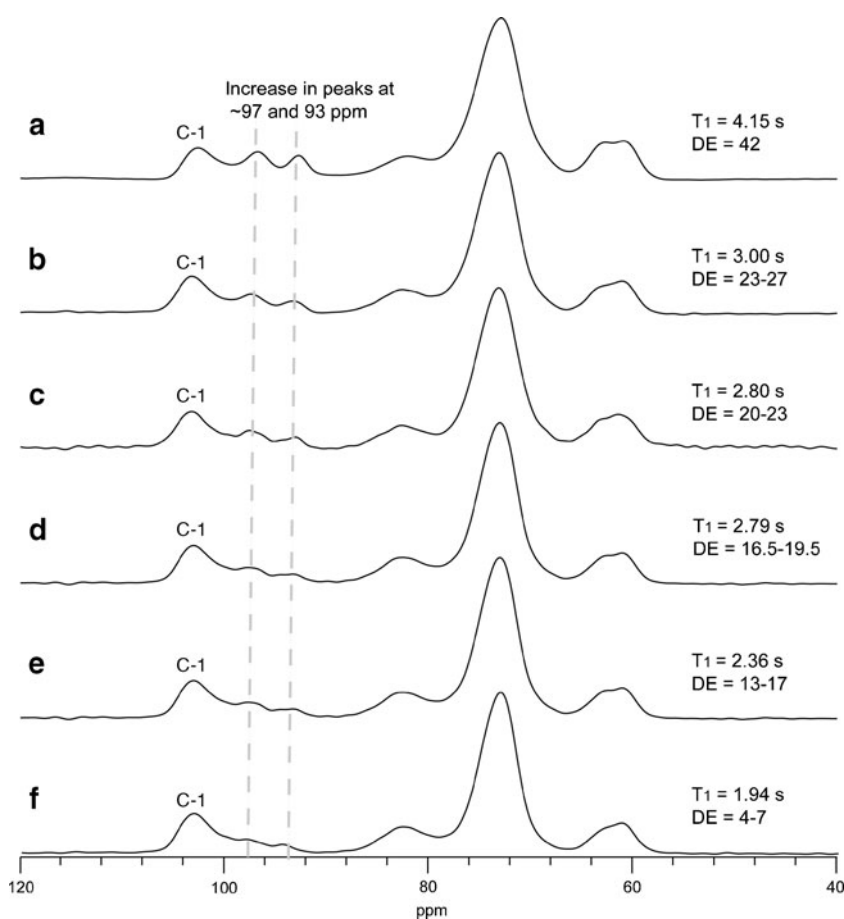 Increase in peaks at
~97 and 93 ppm
a
C-1
T1 = 4.15 s
DE = 42
b
C-1
T1 = 3.00 s
DE = 23-27
c
C-1
T1 = 2.80 s
DE = 20-23
d
C-1
T1 = 2.79 s
DE = 16.5-19.5
e
C-1
T1 = 2.36 s
DE = 13-17
f
C-1
T1 = 1.94 s
DE = 4-7
120 100 80 60 40
ppm